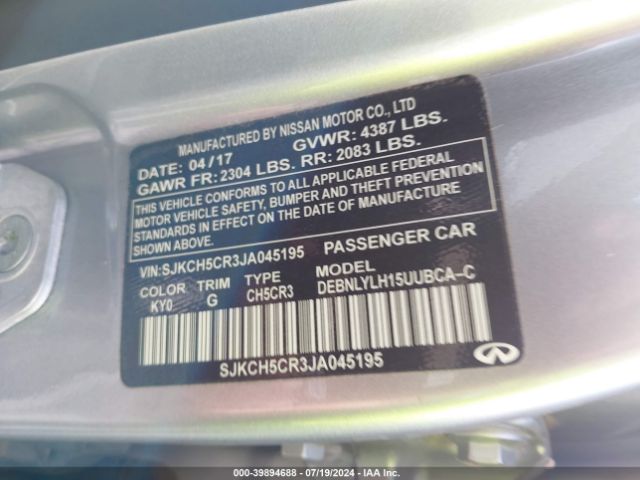 MANUFACTURED BY NISSAN MOTOR CO., LTD
DATE: 04/17 GVWR: 4387 LBS.
GAWR FR: 2304 LBS. RR: 2083 LBS.
THIS VEHICLE CONFORMS TO ALL APPLICABLE FEDERAL
MOTOR VEHICLE SAFETY, BUMPER AND THEFT PREVENTION
STANDARDS IN EFFECT ON THE DATE OF MANUFACTURE
SHOWN ABOVE.
VIN:SJKCH5CR3JA045195 PASSENGER CAR
COLOR TRIM TYPE MODEL
KY0 G CH5CR3 DEBNLYLH15UUBCA-C
SJKCH5CR3JA045195
000-39894688 | 07/19/2024 | IAA Inc.